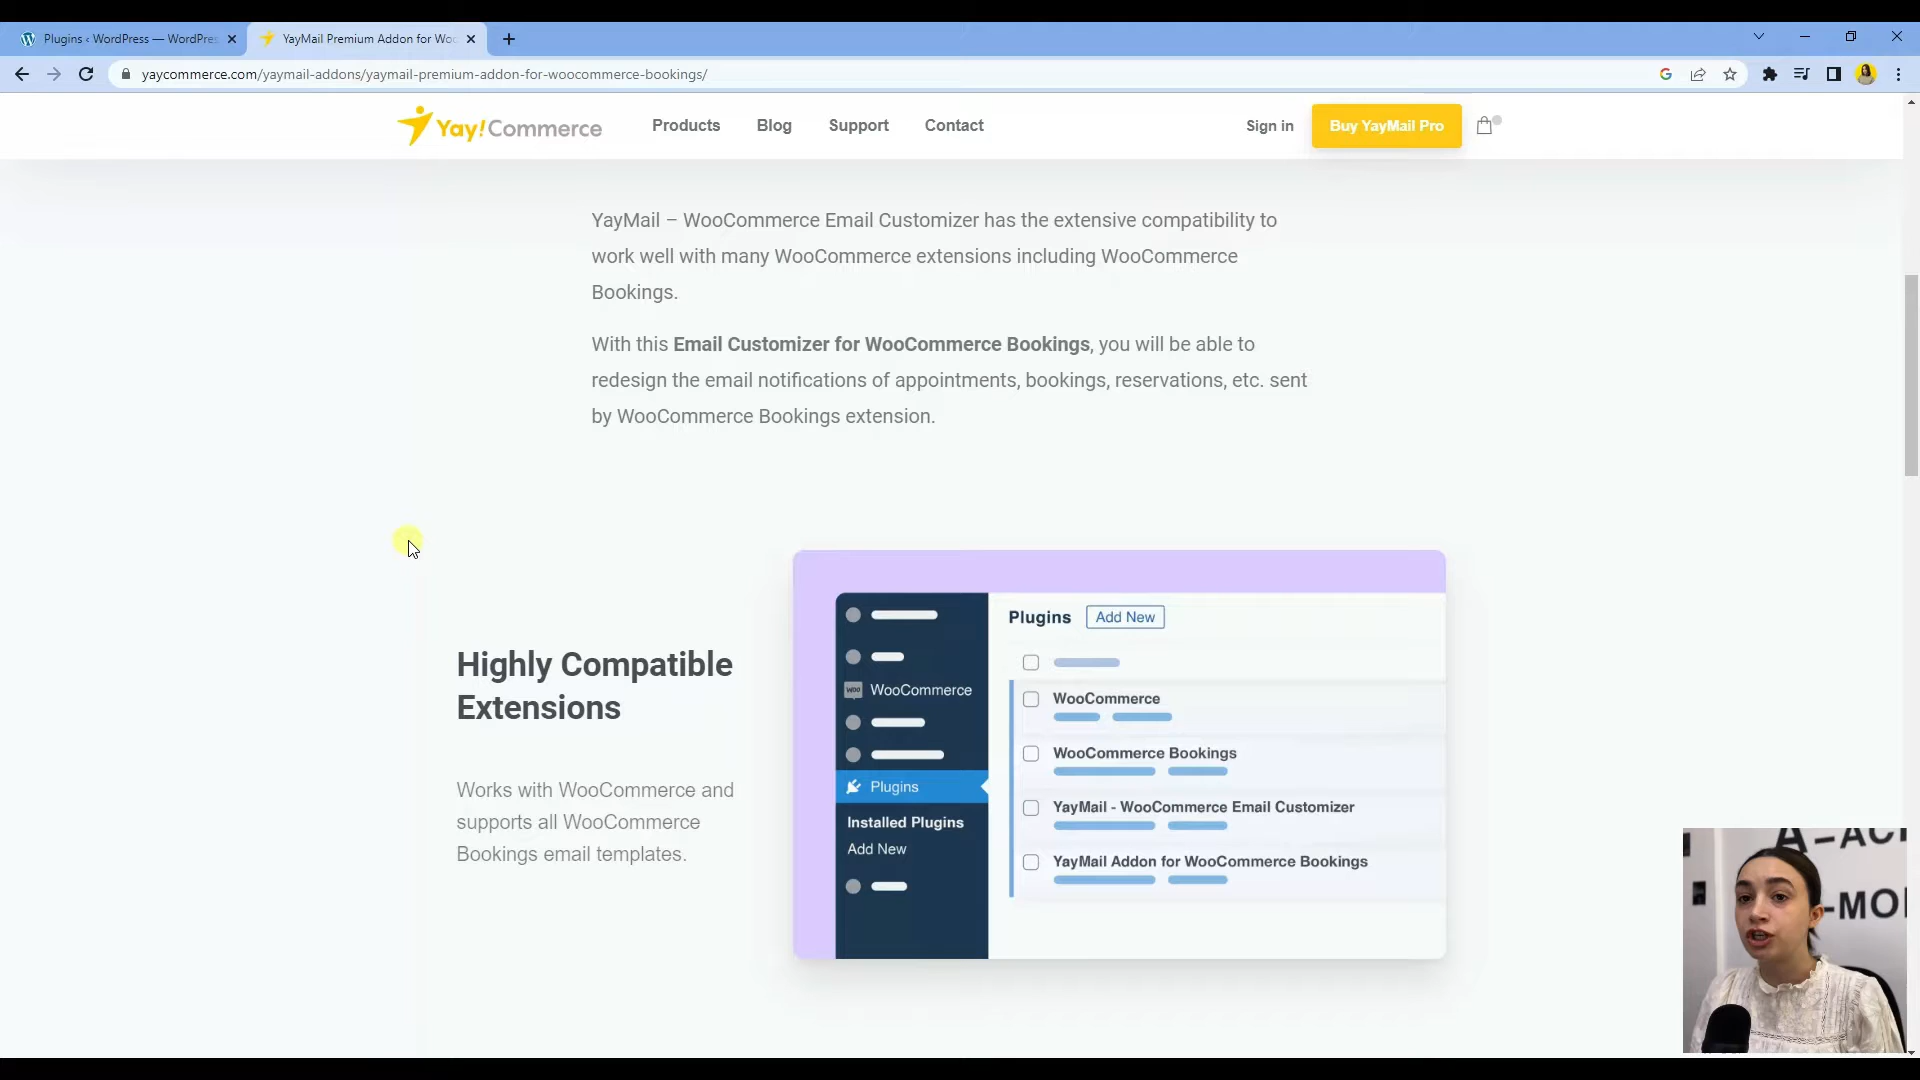 Plugins ‹ WordPress — WordPres
YayMail Premium Addon for Woo
yaycommerce.com/yaymail-addons/yaymail-premium-addon-for-woocommerce-bookings/
Yay!Commerce
Products
Blog
Support
Contact
Sign in
Buy YayMail Pro
YayMail – WooCommerce Email Customizer has the extensive compatibility to
work well with many WooCommerce extensions including WooCommerce
Bookings.
With this Email Customizer for WooCommerce Bookings, you will be able to
redesign the email notifications of appointments, bookings, reservations, etc. sent
by WooCommerce Bookings extension.
Highly Compatible
Extensions
Works with WooCommerce and
supports all WooCommerce
Bookings email templates.
Woo WooCommerce
Plugins
Installed Plugins
Add New
Plugins
Add New
WooCommerce
WooCommerce Bookings
YayMail - WooCommerce Email Customizer
YayMail Addon for WooCommerce Bookings
A-AC
-MO